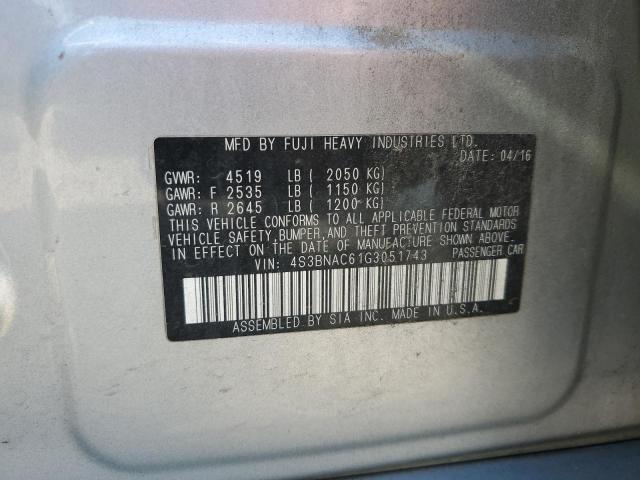 MFD BY FUJI HEAVY INDUSTRIES LTD.
DATE: 04/16
GVWR: - 4519 LB ( 2050 KG)
GAWR: F 2535 LB ( 1150 KG)
GAWR: R 2645 LB ( 1200 KG)
THIS VEHICLE CONFORMS TO ALL APPLICABLE FEDERAL MOTOR
VEHICLE SAFETY, BUMPER, AND THEFT PREVENTION STANDARDS
IN EFFECT ON THE DATE OF MANUFACTURE SHOWN ABOVE.
VIN: 4S3BNAC61G3051743 PASSENGER CAR
ASSEMBLED BY SIA INC. MADE IN U.S.A.